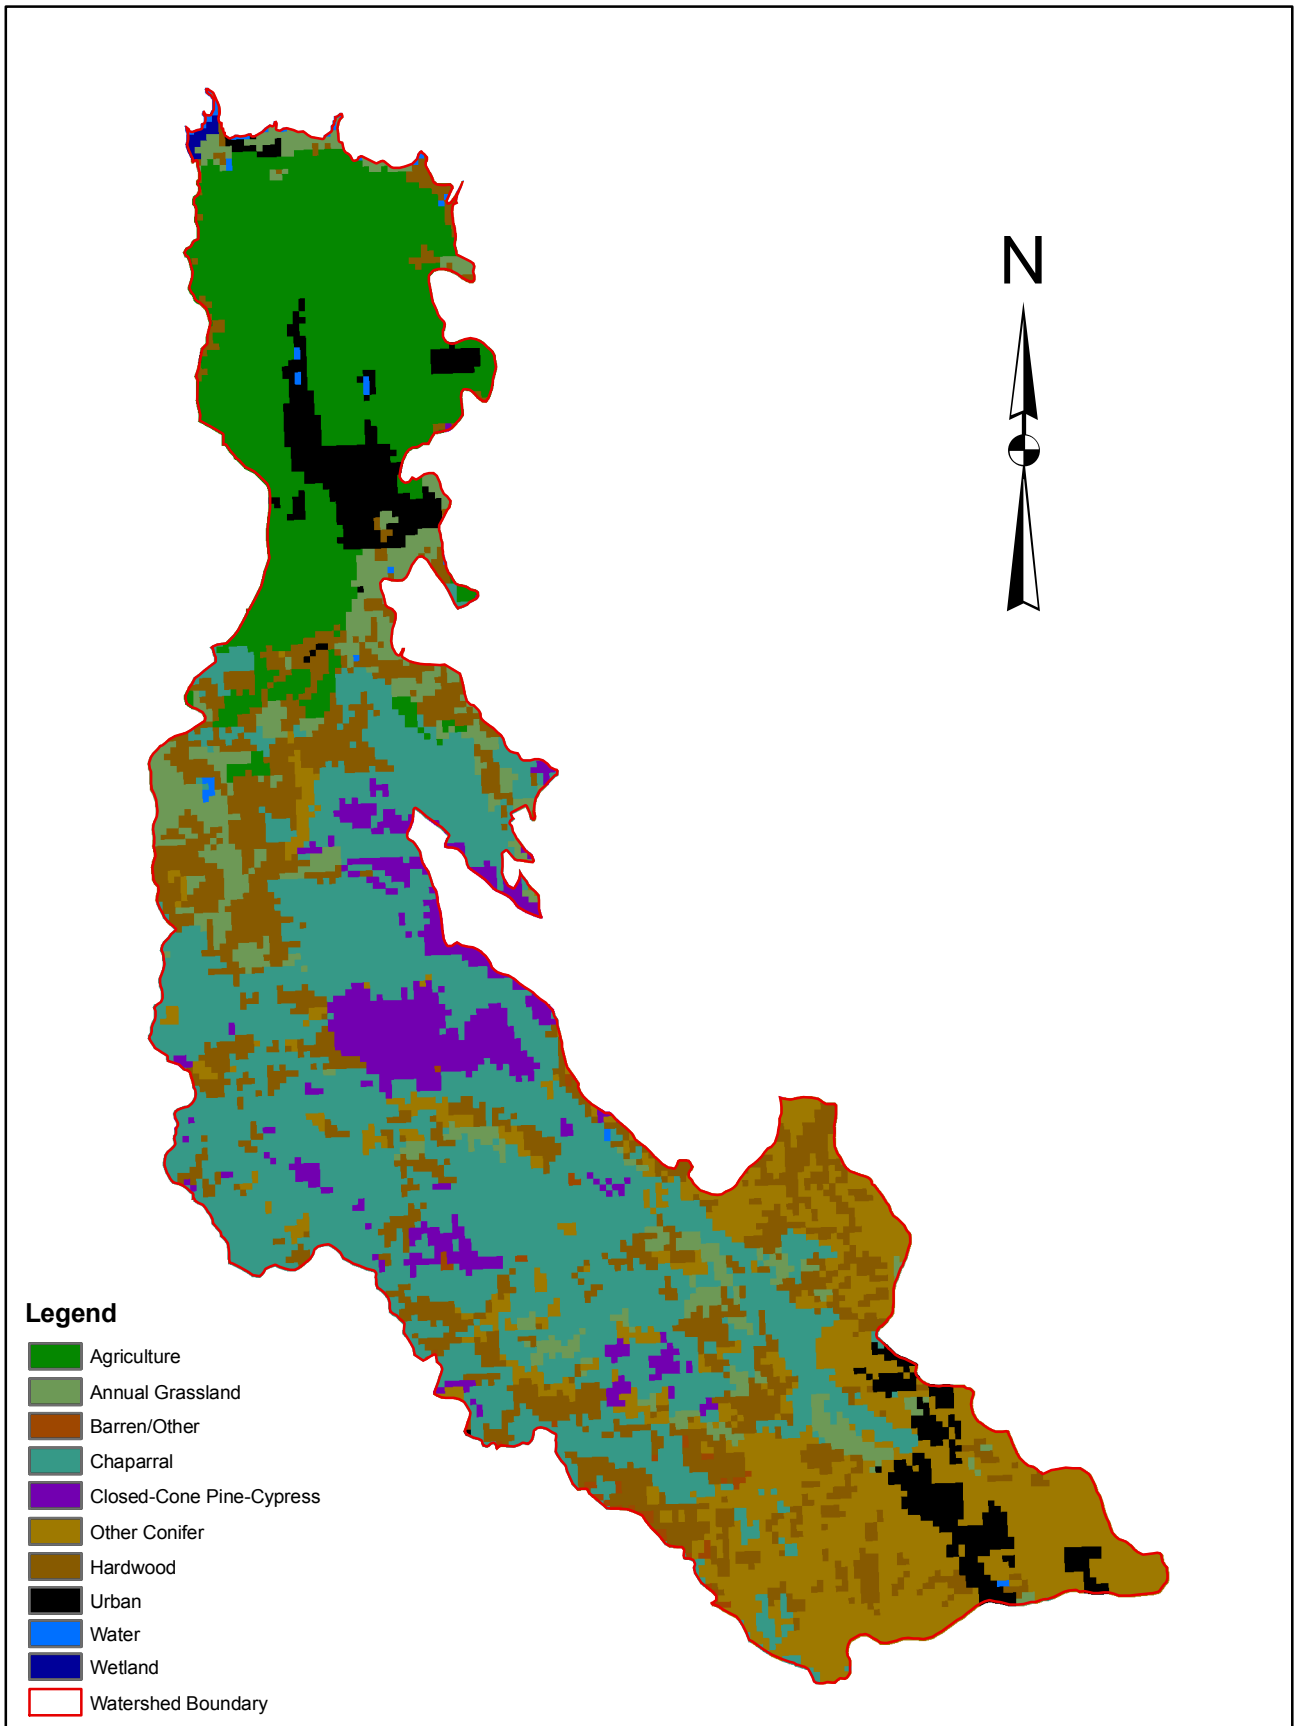 N
Legend
Agriculture
Annual Grassland
Barren/Other
Chaparral
Closed-Cone Pine-Cypress
Other Conifer
Hardwood
Urban
Water
Wetland
Watershed Boundary